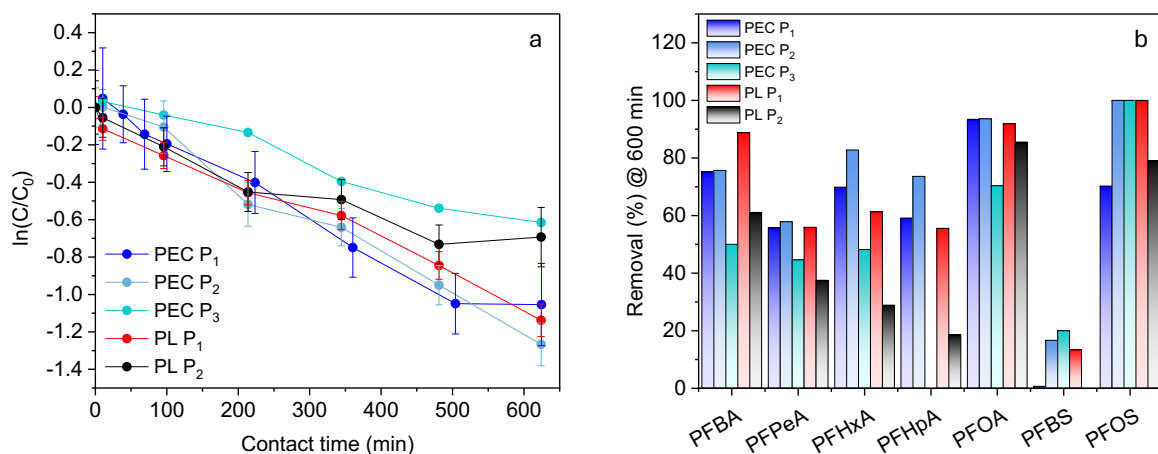 a
0.4
0.2
0.0
-0.2
-0.4
-0.6
-0.8
-1.0
-1.2
-1.4
ln(C/C₀)
PEC P₁
PEC P₂
PEC P₃
PL P₁
PL P₂
0 100 200 300 400 500 600
Contact time (min)
b
PEC P₁
PEC P₂
PEC P₃
PL P₁
PL P₂
120
100
80
60
40
20
0
Removal (%) @ 600 min
PFBA PFPeA PFHxA PFHpA PFOA PFBS PFOS